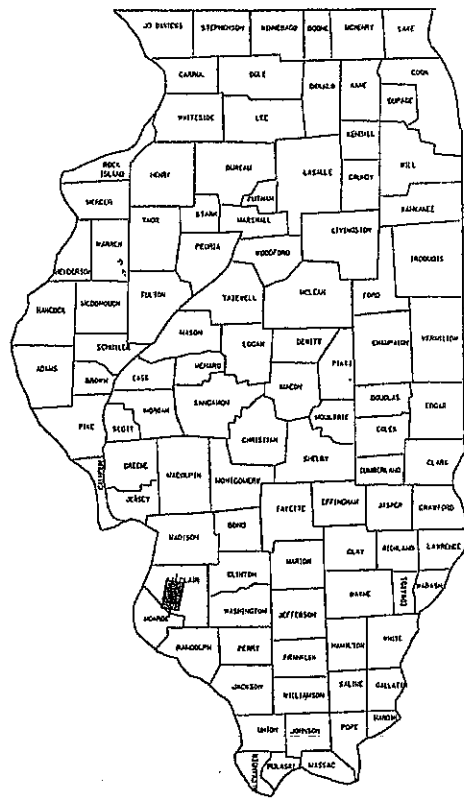 JO DAVIESS STEPHENSON WINNEBAGO BOONE MCHENRY LAKE
CARROLL OGLE DEKALB KANE COOK
DUPAGE
WHITESIDE LEE
KENDALL
ROCK ISLAND HENRY BUREAU LASALLE GRUNDY WILL
PUTNAM
MERCER KNOX STARK MARSHALL KANKAKEE
LIVINGSTON
WARREN PEORIA WOODFORD IROQUOIS
HENDERSON
FULTON TAZEWELL MCLEAN FORD
HANCOCK MCDONOUGH
MASON LOGAN DEWITT CHAMPAIGN VERMILION
SCHUYLER
ADAMS BROWN CASS MENARD MACON PIATT
DOUGLAS EDGAR
PIKE SCOTT MORGAN SANGAMON MOULTRIE COLES
CHRISTIAN
SHELBY
GREENE MACOUPIN CUMBERLAND CLARK
CALHOUN MONTGOMERY
JERSEY FAYETTE EFFINGHAM JASPER CRAWFORD
BOND
MADISON CLAY RICHLAND LAWRENCE
MARION
CLAIR CLINTON WAYNE EDWARDS WABASH
WASHINGTON JEFFERSON
MONROE
RANDOLPH PERRY HAMILTON WHITE
FRANKLIN
JACKSON WILLIAMSON SALINE GALLATIN
UNION JOHNSON POPE HARDIN
ALEXANDER PULASKI MASSAC